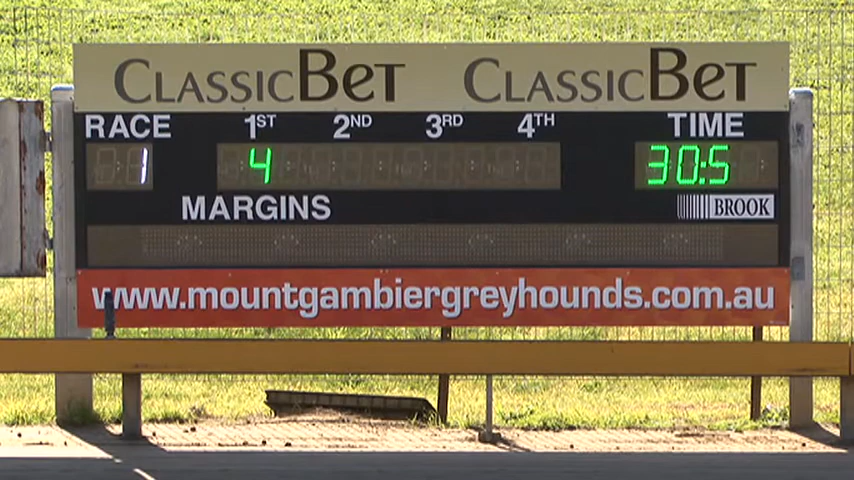 CLASSICBET CLASSICBET
RACE 1ST 2ND 3RD 4TH TIME
1 4 30:5
MARGINS BROOK
www.mountgambiergreyhounds.com.au